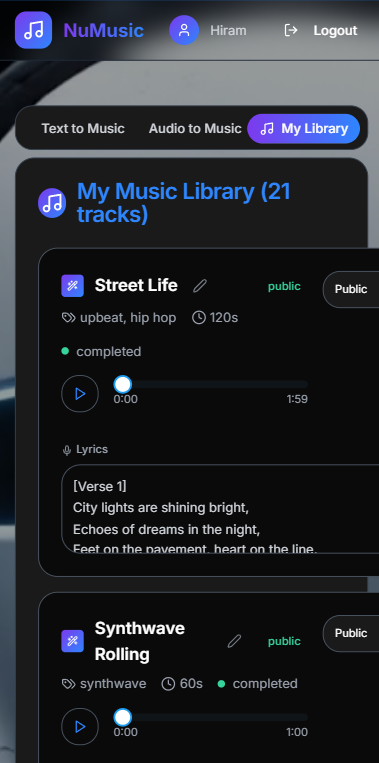 NuMusic
Hiram
Logout
Text to Music
Audio to Music
My Library
My Music Library (21
tracks)
Street Life
public
Public
upbeat, hip hop
120s
completed
0:00
1:59
Lyrics
[Verse 1]
City lights are shining bright,
Echoes of dreams in the night,
Feet on the pavement, heart on the line.
Synthwave
Rolling
public
Public
synthwave
60s
completed
0:00
1:00